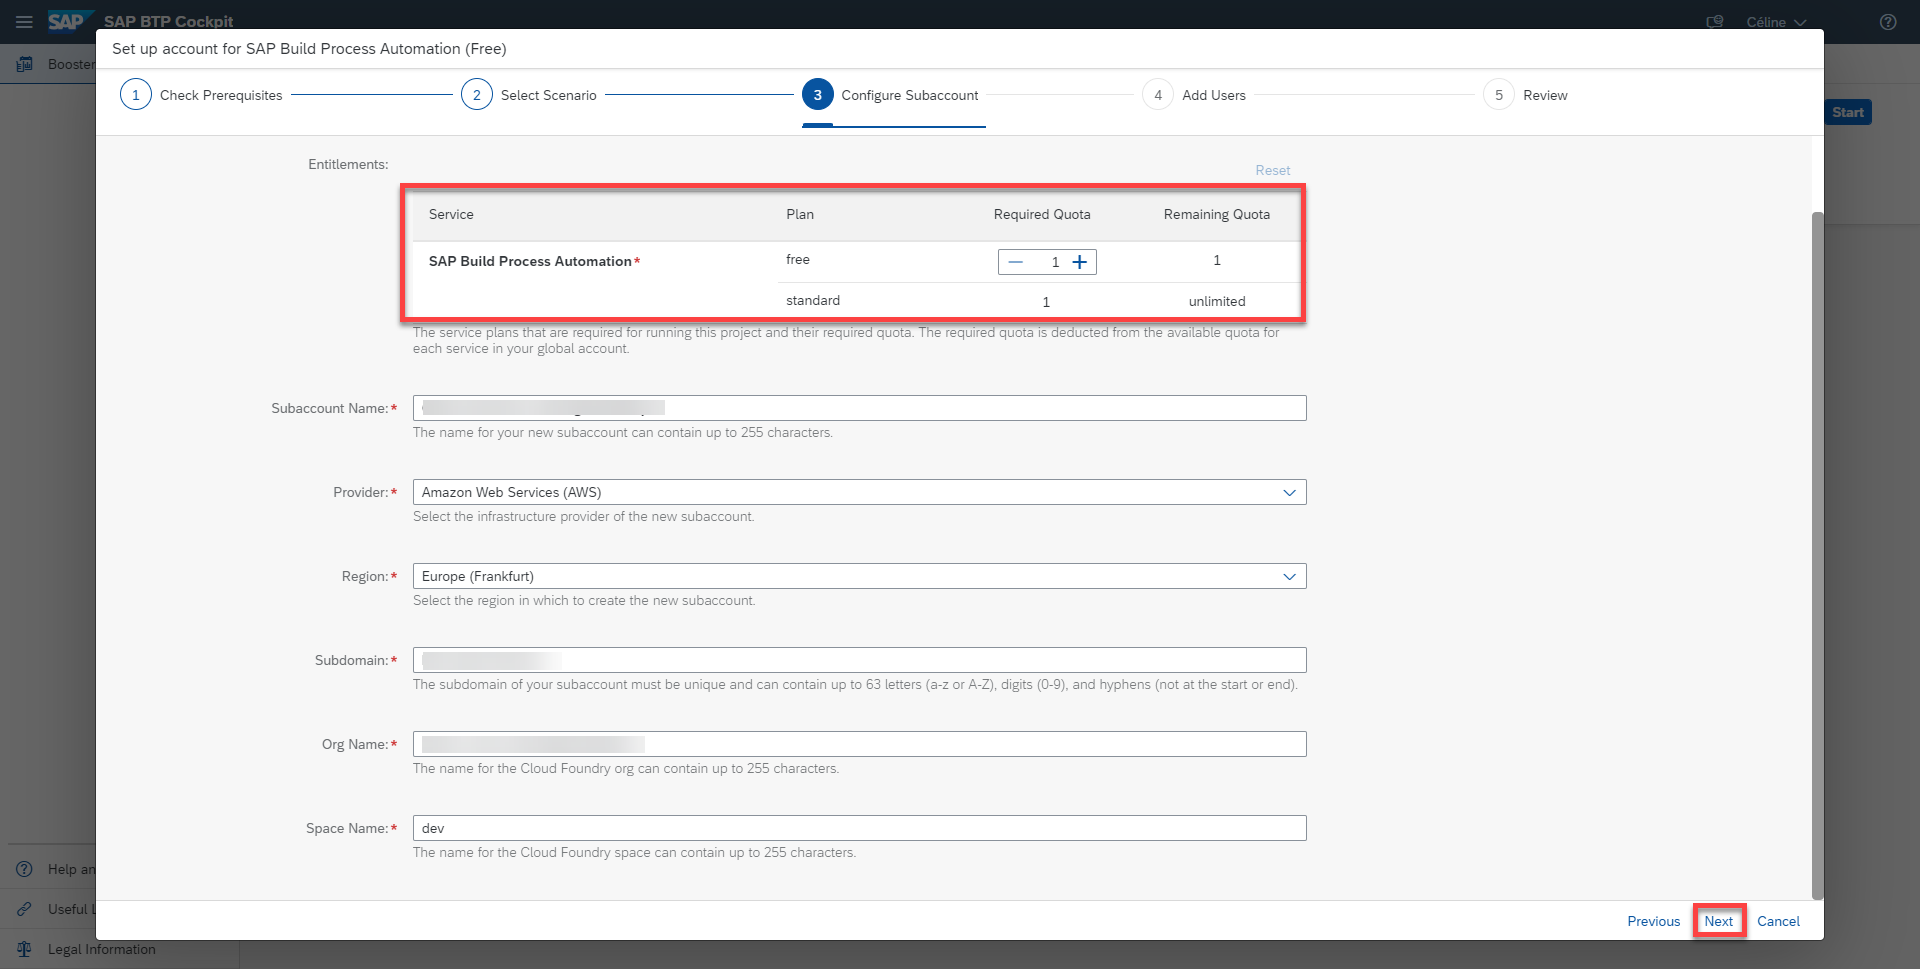 SAP SAP BTP Cockpit
Céline
Set up account for SAP Build Process Automation (Free)
Booster
1 Check Prerequisites 2 Select Scenario 3 Configure Subaccount 4 Add Users 5 Review
Start
Entitlements:
Reset
Service Plan Required Quota Remaining Quota
SAP Build Process Automation* free 1 1
standard 1 unlimited
The service plans that are required for running this project and their required quota. The required quota is deducted from the available quota for
each service in your global account.
Subaccount Name:*
The name for your new subaccount can contain up to 255 characters.
Provider:* Amazon Web Services (AWS)
Select the infrastructure provider of the new subaccount.
Region:* Europe (Frankfurt)
Select the region in which to create the new subaccount.
Subdomain:*
The subdomain of your subaccount must be unique and can contain up to 63 letters (a-z or A-Z), digits (0-9), and hyphens (not at the start or end).
Org Name:*
The name for the Cloud Foundry org can contain up to 255 characters.
Space Name:* dev
The name for the Cloud Foundry space can contain up to 255 characters.
Help an
Useful L
Previous Next Cancel
Legal Information